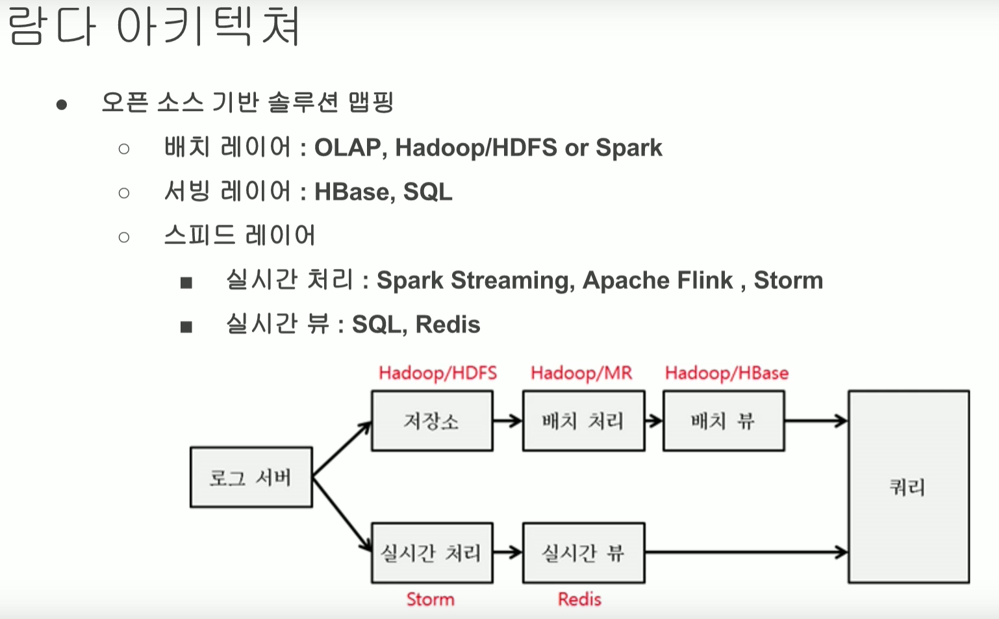 람다 아키텍쳐
● 오픈 소스 기반 솔루션 맵핑
○ 배치 레이어 : OLAP, Hadoop/HDFS or Spark
○ 서빙 레이어 : HBase, SQL
○ 스피드 레이어
■ 실시간 처리 : Spark Streaming, Apache Flink , Storm
■ 실시간 뷰 : SQL, Redis
Hadoop/HDFS Hadoop/MR Hadoop/HBase
저장소 배치 처리 배치 뷰
로그 서버
쿼리
실시간 처리 실시간 뷰
Storm Redis